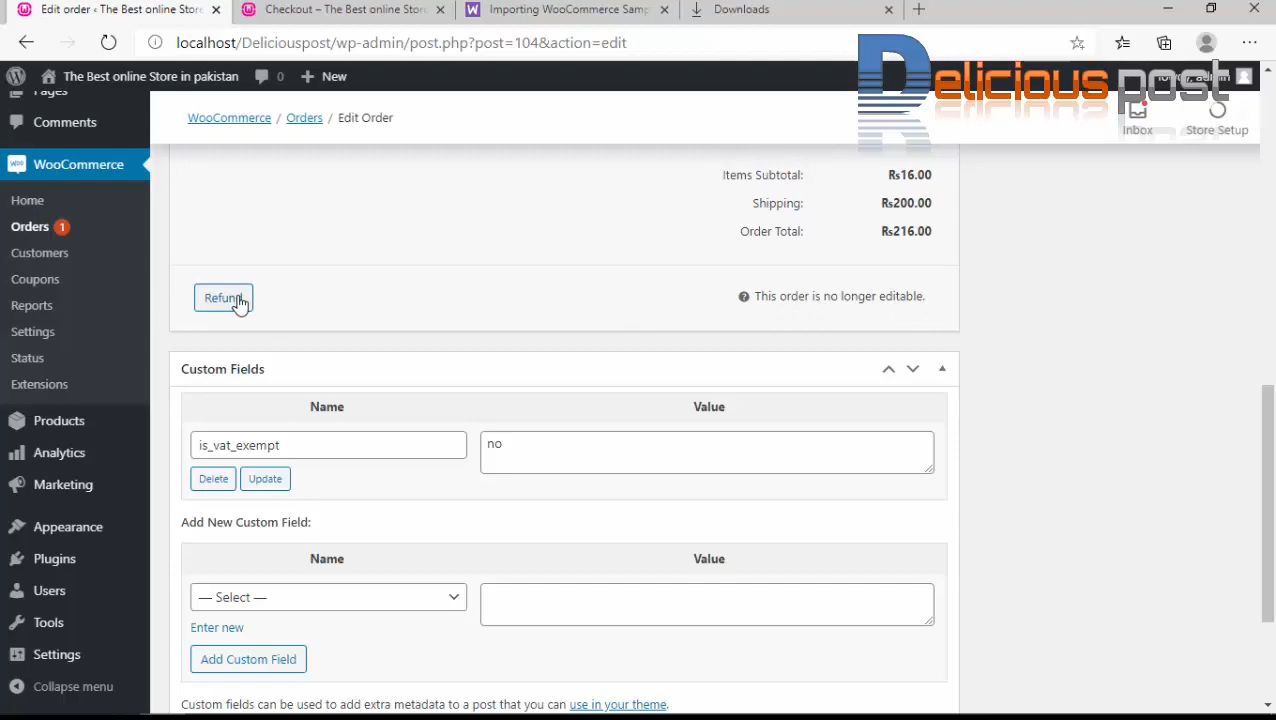 Edit order ‹ The Best online Store
Checkout – The Best online Store
Importing WooCommerce Samp
Downloads
localhost/Deliciouspost/wp-admin/post.php?post=104&action=edit
The Best online Store in pakistan
0
New
admin
Delicious post
Pages
Comments
WooCommerce
Home
Orders 1
Customers
Coupons
Reports
Settings
Status
Extensions
Products
Analytics
Marketing
Appearance
Plugins
Users
Tools
Settings
Collapse menu
WooCommerce / Orders / Edit Order
Inbox
Store Setup
Items Subtotal: ₨16.00
Shipping: ₨200.00
Order Total: ₨216.00
Refund
This order is no longer editable.
Custom Fields
Name Value
is_vat_exempt no
Delete Update
Add New Custom Field:
Name Value
— Select —
Enter new
Add Custom Field
Custom fields can be used to add extra metadata to a post that you can use in your theme.